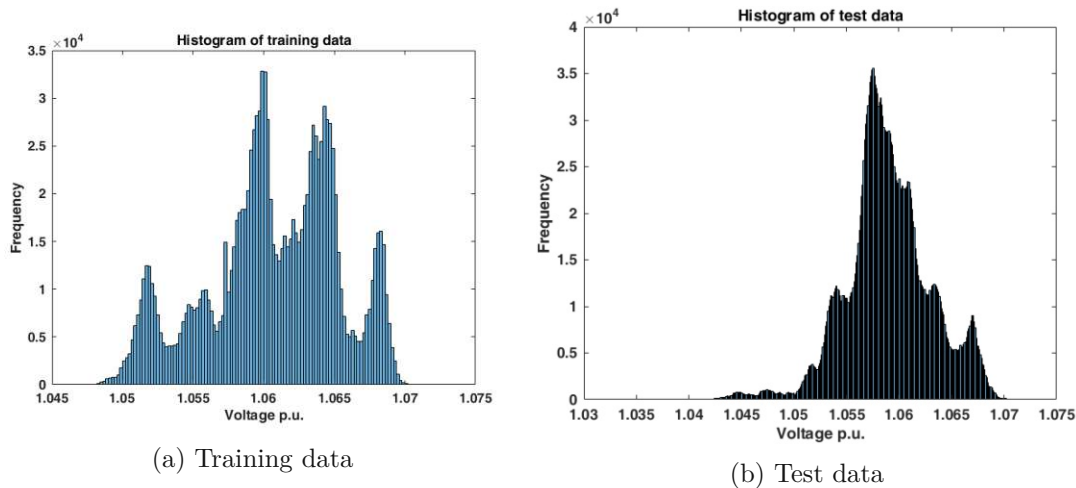 Histogram of training data
×10⁴
3.5
3
2.5
2
1.5
1
0.5
0
Frequency
1.045 1.05 1.055 1.06 1.065 1.07 1.075
Voltage p.u.
(a) Training data
Histogram of test data
×10⁴
4
3.5
3
2.5
2
1.5
1
0.5
0
Frequency
1.03 1.035 1.04 1.045 1.05 1.055 1.06 1.065 1.07 1.075
Voltage p.u.
(b) Test data